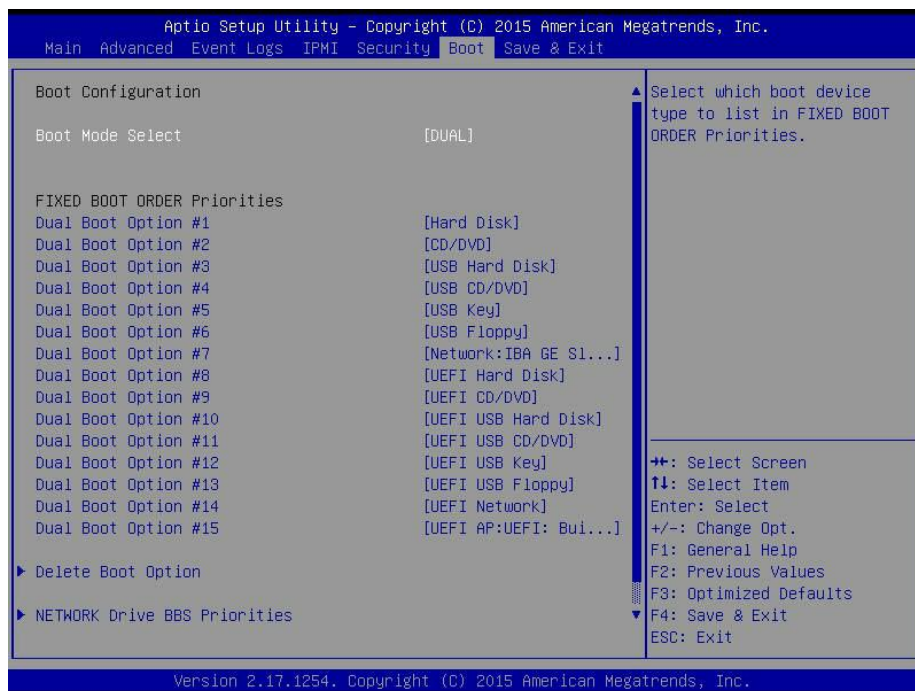 Aptio Setup Utility – Copyright (C) 2015 American Megatrends, Inc.
Main Advanced Event Logs IPMI Security Boot Save & Exit
Boot Configuration
Boot Mode Select [DUAL]
FIXED BOOT ORDER Priorities
Dual Boot Option #1 [Hard Disk]
Dual Boot Option #2 [CD/DVD]
Dual Boot Option #3 [USB Hard Disk]
Dual Boot Option #4 [USB CD/DVD]
Dual Boot Option #5 [USB Key]
Dual Boot Option #6 [USB Floppy]
Dual Boot Option #7 [Network:IBA GE Sl...]
Dual Boot Option #8 [UEFI Hard Disk]
Dual Boot Option #9 [UEFI CD/DVD]
Dual Boot Option #10 [UEFI USB Hard Disk]
Dual Boot Option #11 [UEFI USB CD/DVD]
Dual Boot Option #12 [UEFI USB Key]
Dual Boot Option #13 [UEFI USB Floppy]
Dual Boot Option #14 [UEFI Network]
Dual Boot Option #15 [UEFI AP:UEFI: Bui...]
Delete Boot Option
NETWORK Drive BBS Priorities
Select which boot device
type to list in FIXED BOOT
ORDER Priorities.
→←: Select Screen
↑↓: Select Item
Enter: Select
+/-: Change Opt.
F1: General Help
F2: Previous Values
F3: Optimized Defaults
F4: Save & Exit
ESC: Exit
Version 2.17.1254. Copyright (C) 2015 American Megatrends, Inc.